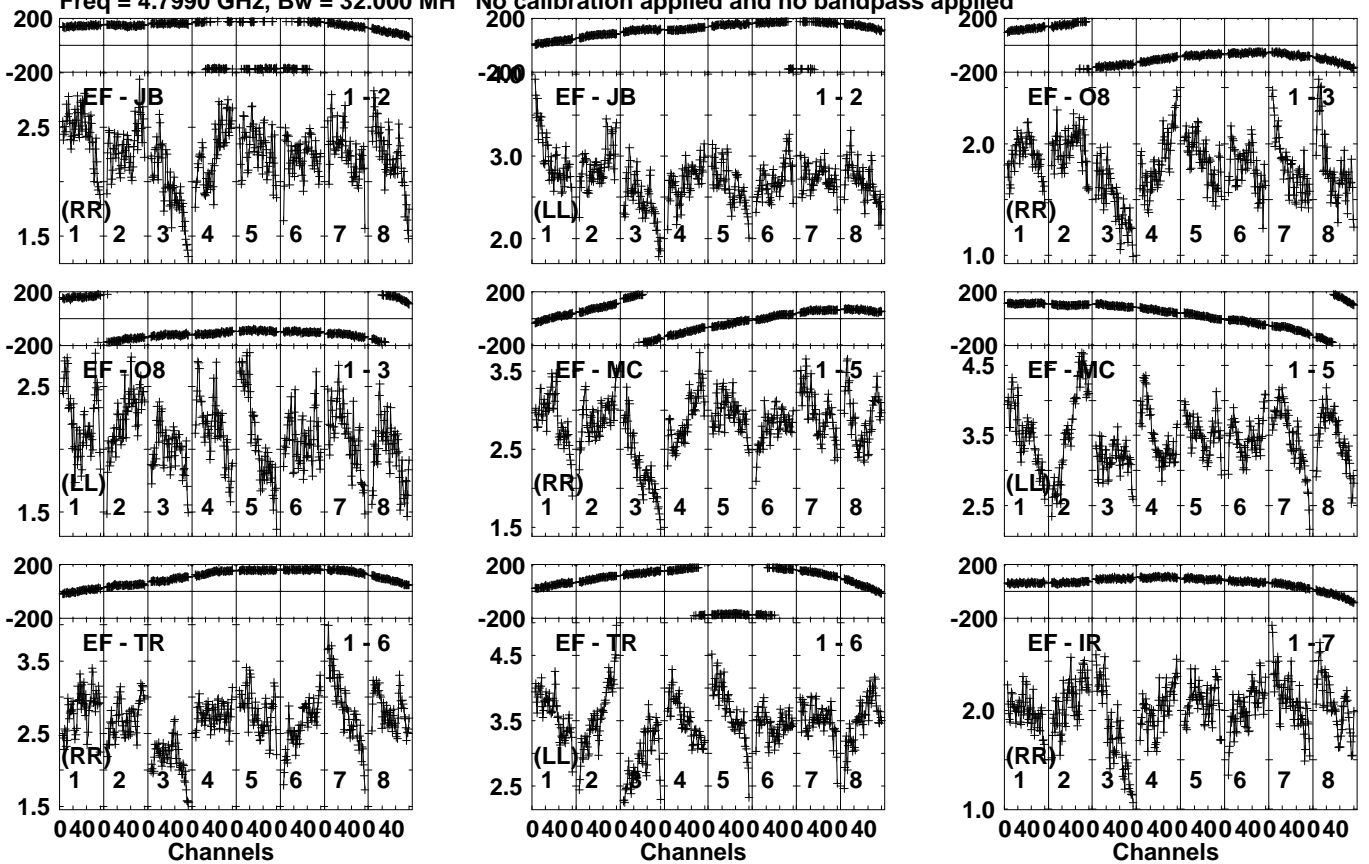 Freq = 4.7990 GHz, Bw = 32.000 MH No calibration applied and no bandpass applied
200
-200
EF - JB 1 - 2
2.5
1.5
(RR)
1 2 3 4 5 6 7 8
200
-200
4.0
EF - JB 1 - 2
3.0
2.0
(LL)
1 2 3 4 5 6 7 8
200
-200
EF - O8 1 - 3
2.0
1.0
(RR)
1 2 3 4 5 6 7 8
200
-200
EF - O8 1 - 3
2.5
1.5
(LL)
1 2 3 4 5 6 7 8
200
-200
EF - MC 1 - 5
3.5
2.5
1.5
(RR)
1 2 3 4 5 6 7 8
200
-200
EF - MC 1 - 5
4.5
3.5
2.5
(LL)
1 2 3 4 5 6 7 8
200
-200
EF - TR 1 - 6
3.5
2.5
1.5
(RR)
1 2 3 4 5 6 7 8
0 40 0 40 0 40 0 40 0 40 0 40 0 40 0 40
Channels
200
-200
EF - TR 1 - 6
4.5
3.5
2.5
(LL)
1 2 3 4 5 6 7 8
0 40 0 40 0 40 0 40 0 40 0 40 0 40 0 40
Channels
200
-200
EF - IR 1 - 7
2.0
1.0
(RR)
1 2 3 4 5 6 7 8
0 40 0 40 0 40 0 40 0 40 0 40 0 40 0 40
Channels